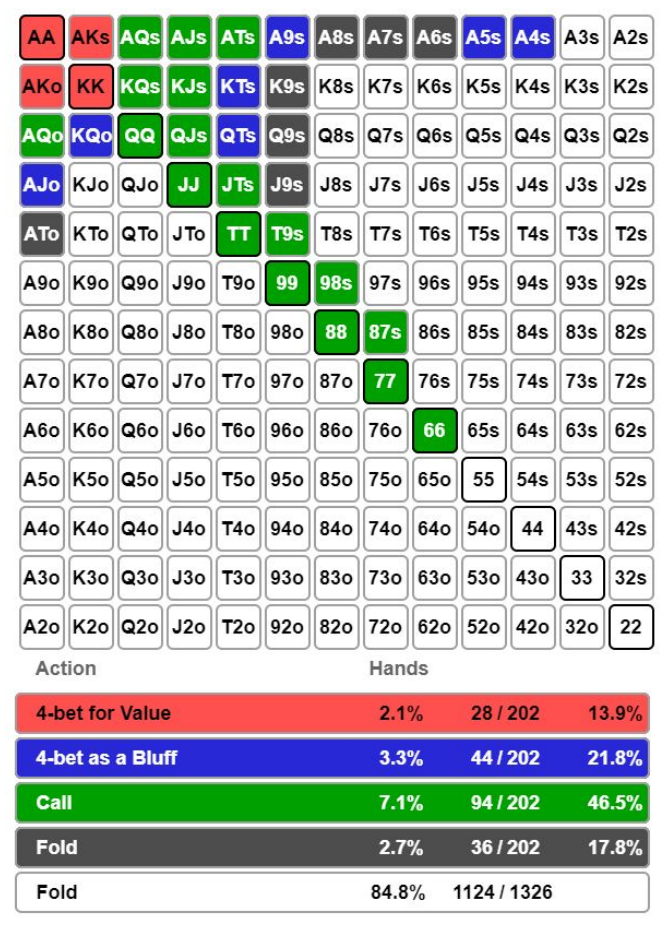 AA AKs AQs AJs ATs A9s A8s A7s A6s A5s A4s A3s A2s
AKo KK KQs KJs KTs K9s K8s K7s K6s K5s K4s K3s K2s
AQo KQo QQ QJs QTs Q9s Q8s Q7s Q6s Q5s Q4s Q3s Q2s
AJo KJo QJo JJ JTs J9s J8s J7s J6s J5s J4s J3s J2s
ATo KTo QTo JTo TT T9s T8s T7s T6s T5s T4s T3s T2s
A9o K9o Q9o J9o T9o 99 98s 97s 96s 95s 94s 93s 92s
A8o K8o Q8o J8o T8o 98o 88 87s 86s 85s 84s 83s 82s
A7o K7o Q7o J7o T7o 97o 87o 77 76s 75s 74s 73s 72s
A6o K6o Q6o J6o T6o 96o 86o 76o 66 65s 64s 63s 62s
A5o K5o Q5o J5o T5o 95o 85o 75o 65o 55 54s 53s 52s
A4o K4o Q4o J4o T4o 94o 84o 74o 64o 54o 44 43s 42s
A3o K3o Q3o J3o T3o 93o 83o 73o 63o 53o 43o 33 32s
A2o K2o Q2o J2o T2o 92o 82o 72o 62o 52o 42o 32o 22
Action Hands
4-bet for Value 2.1% 28 / 202 13.9%
4-bet as a Bluff 3.3% 44 / 202 21.8%
Call 7.1% 94 / 202 46.5%
Fold 2.7% 36 / 202 17.8%
Fold 84.8% 1124 / 1326